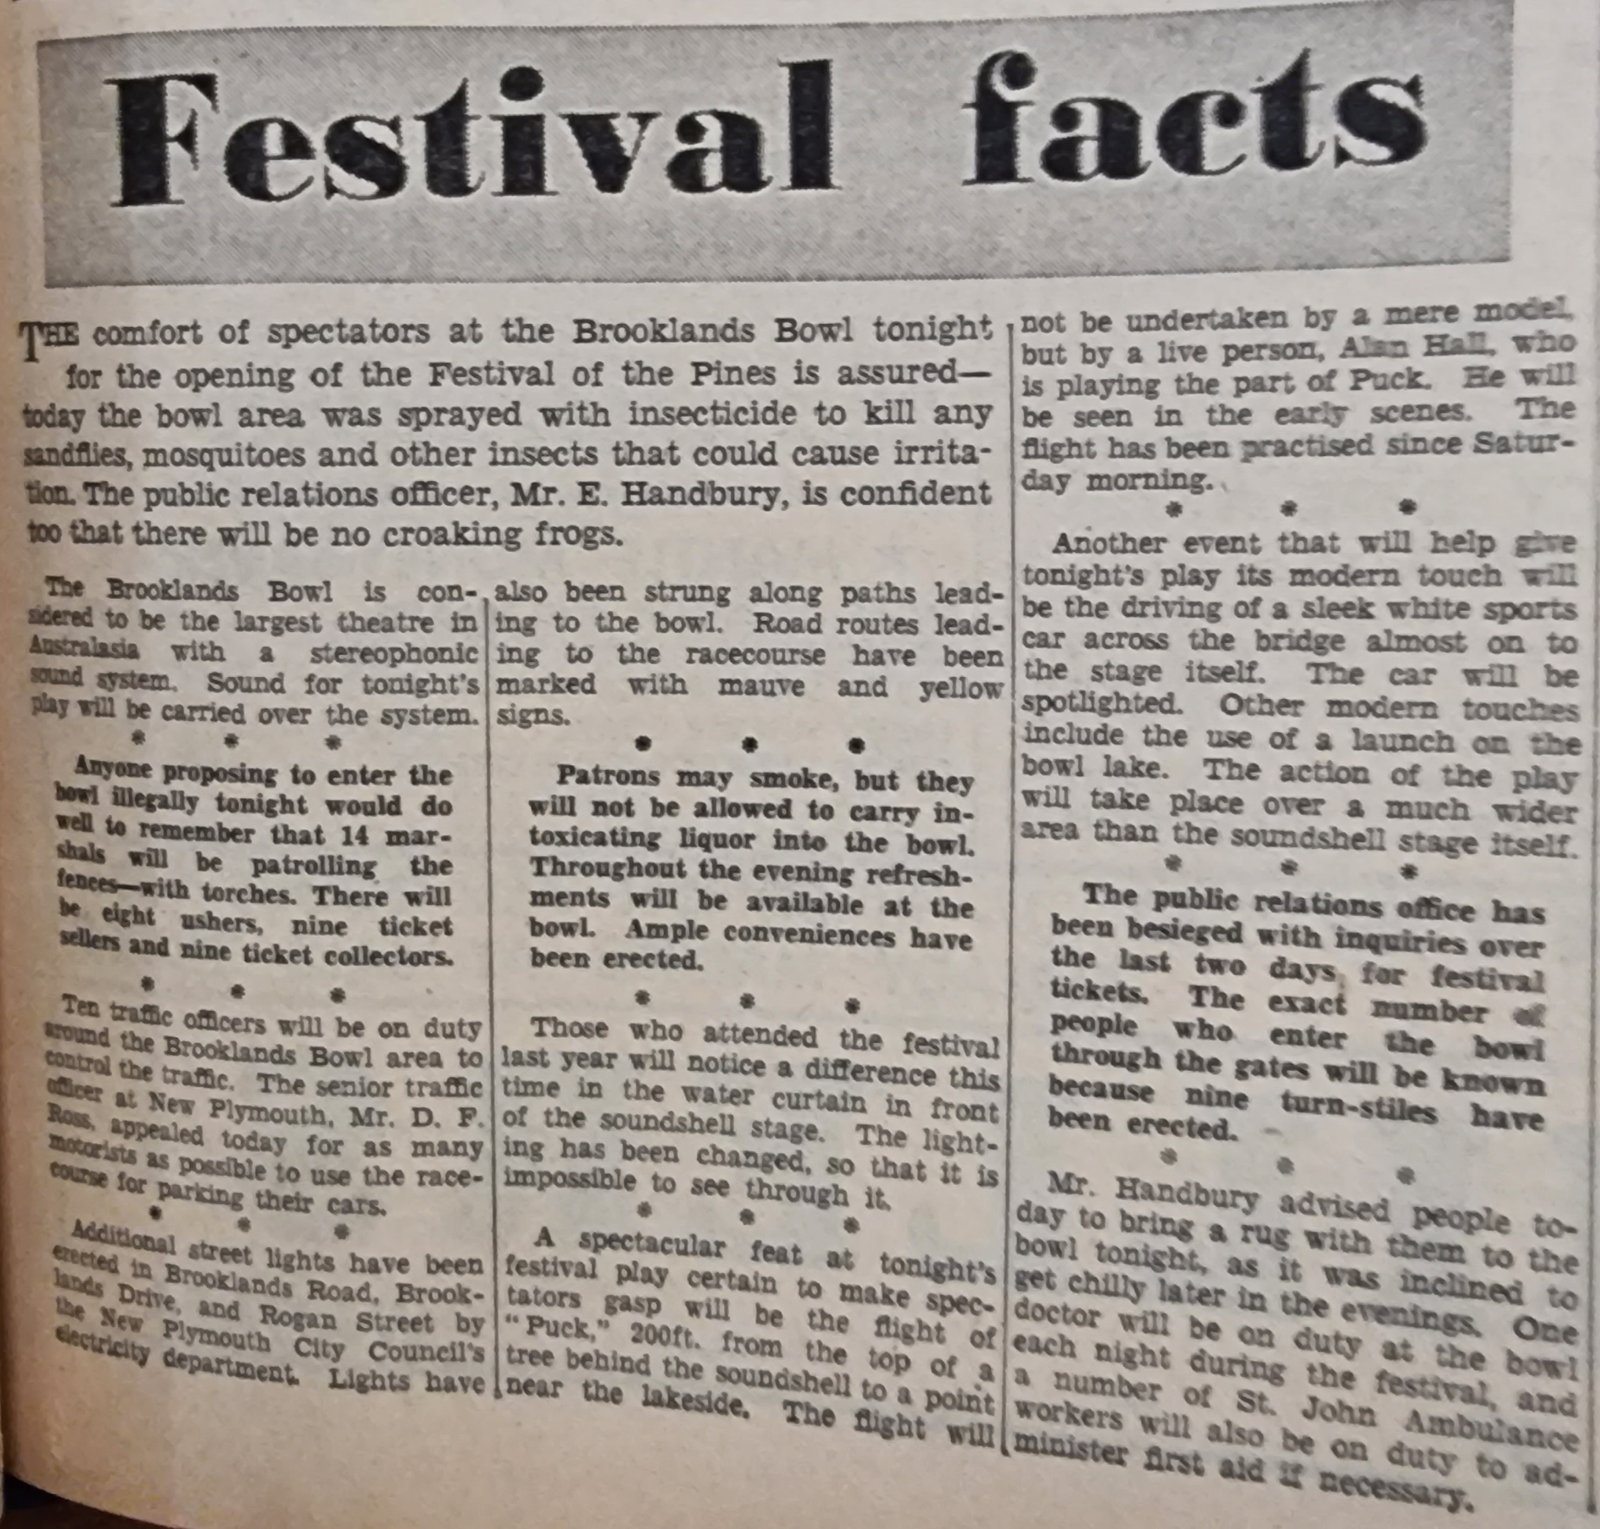 Festival facts
THE comfort of spectators at the Brooklands Bowl tonight
for the opening of the Festival of the Pines is assured—
today the bowl area was sprayed with insecticide to kill any
sandflies, mosquitoes and other insects that could cause irrita-
tion. The public relations officer, Mr. E. Handbury, is confident
too that there will be no croaking frogs.
The Brooklands Bowl is con-
sidered to be the largest theatre in
Australasia with a stereophonic
sound system. Sound for tonight's
play will be carried over the system.
* * *
Anyone proposing to enter the
bowl illegally tonight would do
well to remember that 14 mar-
shals will be patrolling the
fences—with torches. There will
be eight ushers, nine ticket
sellers and nine ticket collectors.
* * *
Ten traffic officers will be on duty
around the Brooklands Bowl area to
control the traffic. The senior traffic
officer at New Plymouth, Mr. D. F.
Ross, appealed today for as many
motorists as possible to use the race-
course for parking their cars.
* * *
Additional street lights have been
erected in Brooklands Road, Brook-
lands Drive, and Rogan Street by
the New Plymouth City Council's
electricity department. Lights have
also been strung along paths lead-
ing to the bowl. Road routes lead-
ing to the racecourse have been
marked with mauve and yellow
signs.
* * *
Patrons may smoke, but they
will not be allowed to carry in-
toxicating liquor into the bowl.
Throughout the evening refresh-
ments will be available at the
bowl. Ample conveniences have
been erected.
* * *
Those who attended the festival
last year will notice a difference this
time in the water curtain in front
of the soundshell stage. The light-
ing has been changed, so that it is
impossible to see through it.
* * *
A spectacular feat at tonight's
festival play certain to make spec-
tators gasp will be the flight of
"Puck," 200ft. from the top of a
tree behind the soundshell to a point
near the lakeside. The flight will
not be undertaken by a mere model,
but by a live person, Alan Hall, who
is playing the part of Puck. He will
be seen in the early scenes. The
flight has been practised since Satur-
day morning.
* * *
Another event that will help give
tonight's play its modern touch will
be the driving of a sleek white sports
car across the bridge almost on to
the stage itself. The car will be
spotlighted. Other modern touches
include the use of a launch on the
bowl lake. The action of the play
will take place over a much wider
area than the soundshell stage itself.
* * *
The public relations office has
been besieged with inquiries over
the last two days for festival
tickets. The exact number of
people who enter the bowl
through the gates will be known
because nine turn-stiles have
been erected.
* * *
Mr. Handbury advised people to-
day to bring a rug with them to the
bowl tonight, as it was inclined to
get chilly later in the evenings. One
doctor will be on duty at the bowl
each night during the festival, and
a number of St. John Ambulance
workers will also be on duty to ad-
minister first aid if necessary.